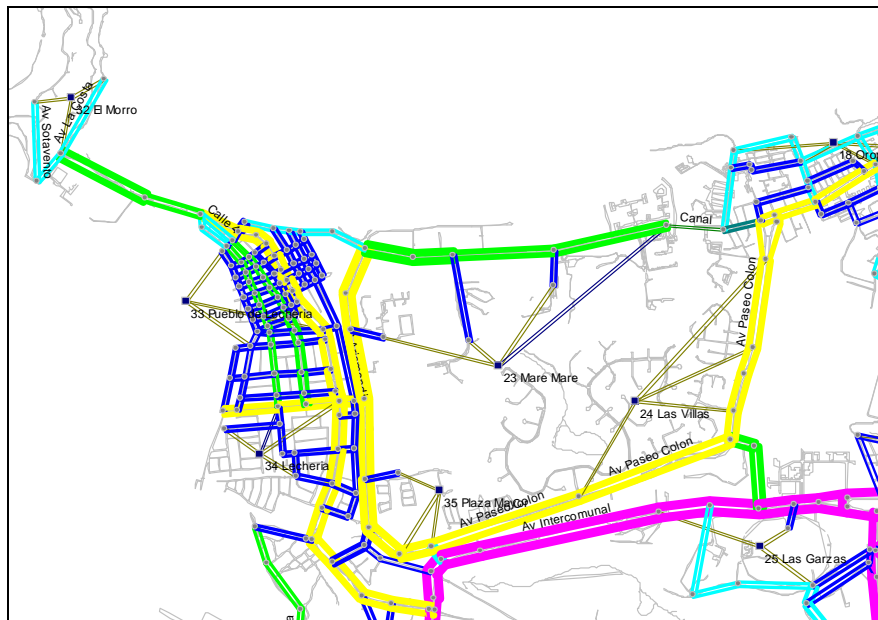 32 El Morro
Av La Costa
Av. Sotavento
18 Orop
Calle
Canal
Av Paseo Colon
33 Pueblo de Lecheria
23 Mare Mare
24 Las Villas
Av Paseo Colon
34 Lecheria
35 Plaza Mayor
Av Paseo Colon
Av Intercomunal
25 Las Garzas